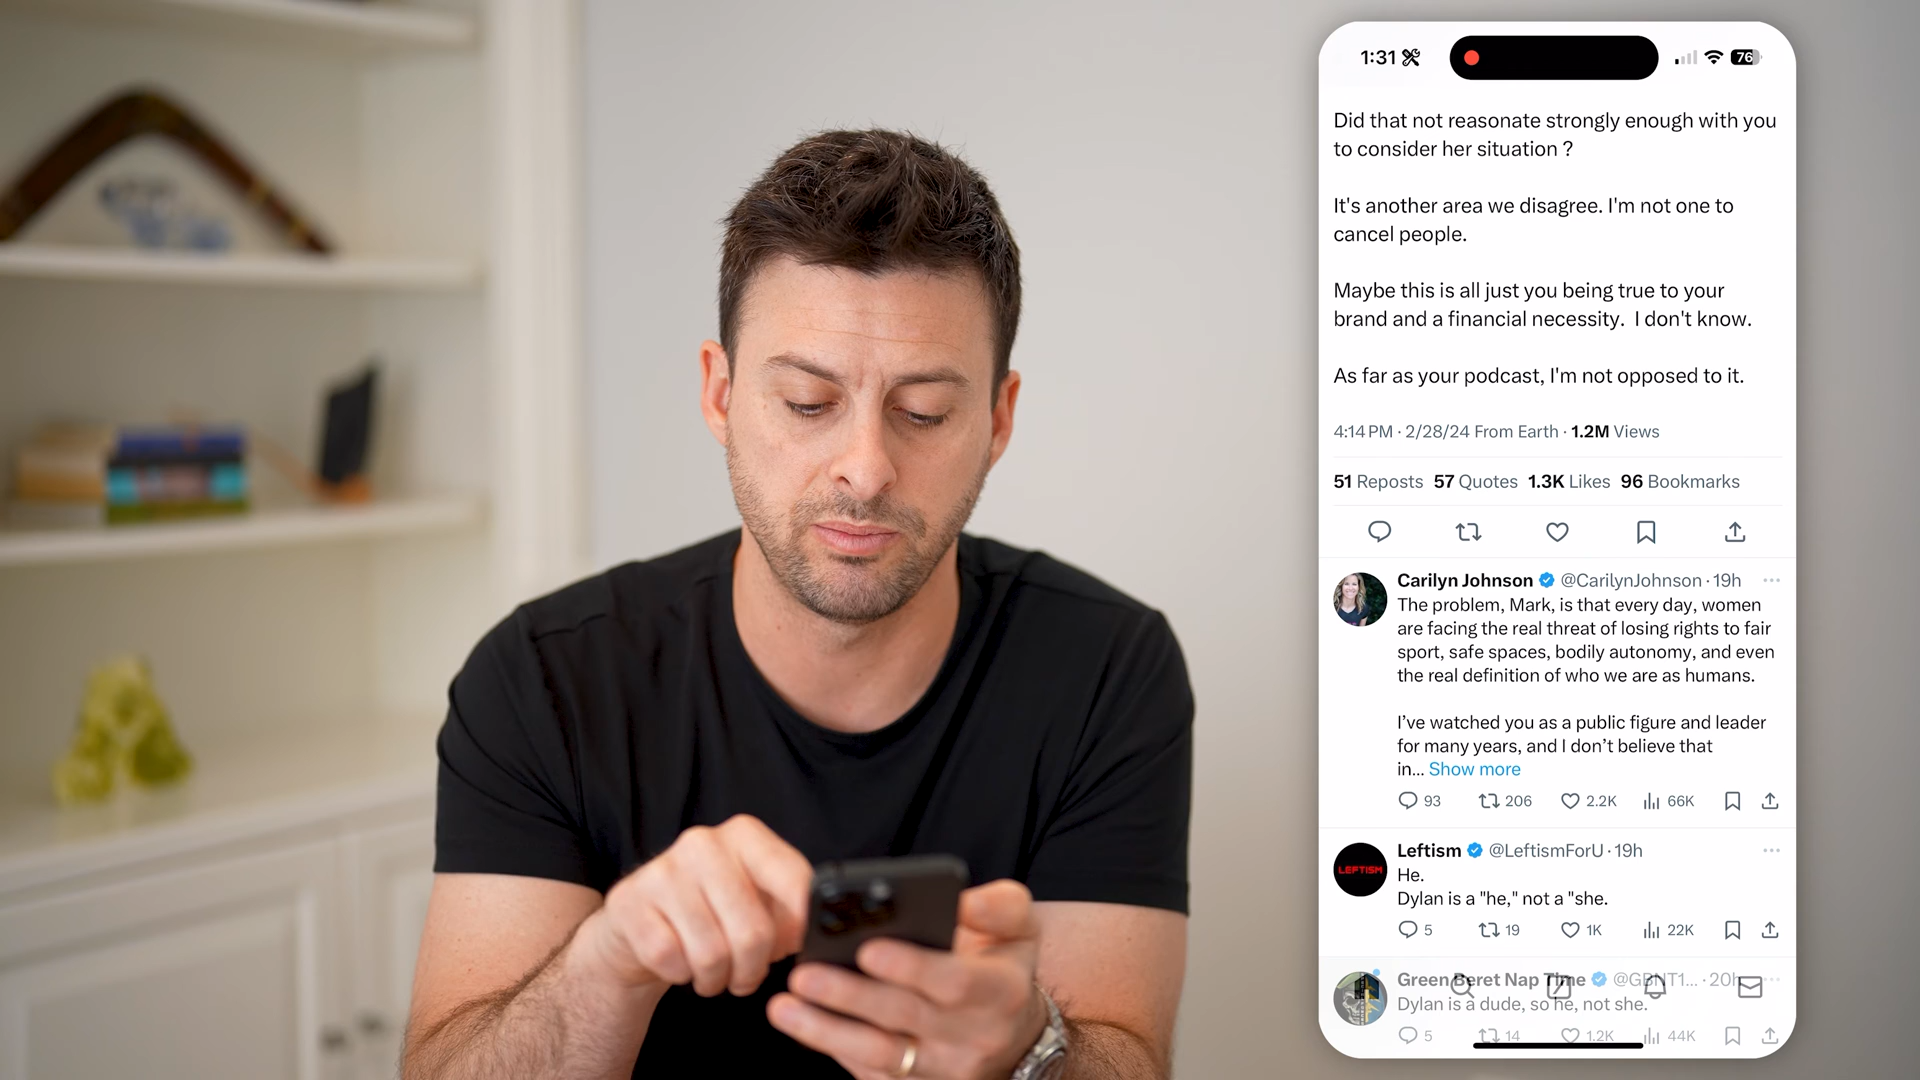 1:31
76
Did that not reasonate strongly enough with you
to consider her situation ?
It's another area we disagree. I'm not one to
cancel people.
Maybe this is all just you being true to your
brand and a financial necessity.  I don't know.
As far as your podcast, I'm not opposed to it.
4:14 PM · 2/28/24 From Earth · 1.2M Views
51 Reposts 57 Quotes 1.3K Likes 96 Bookmarks
Carilyn Johnson @CarilynJohnson · 19h
The problem, Mark, is that every day, women
are facing the real threat of losing rights to fair
sport, safe spaces, bodily autonomy, and even
the real definition of who we are as humans.
I've watched you as a public figure and leader
for many years, and I don't believe that
in... Show more
93 206 2.2K 66K
LEFTISM
Leftism @LeftismForU · 19h
He.
Dylan is a "he," not a "she.
5 19 1K 22K
Green Beret Nap Time @GBNT1... · 20h
Dylan is a dude, so he, not she.
5 14 1.2K 44K